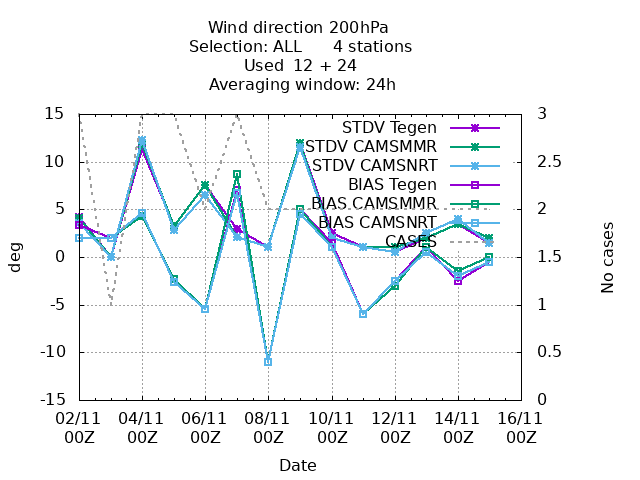 Wind direction 200hPa
Selection: ALL 4 stations
Used 12 + 24
Averaging window: 24h
15 3
STDV Tegen
STDV CAMSMMR
10 2.5
STDV CAMSNRT
BIAS Tegen
5 2
BIAS CAMSMMR
BIAS CAMSNRT
CASES
0 1.5
deg
No cases
-5 1
-10 0.5
-15 0
02/11 04/11 06/11 08/11 10/11 12/11 14/11 16/11
00Z 00Z 00Z 00Z 00Z 00Z 00Z 00Z
Date